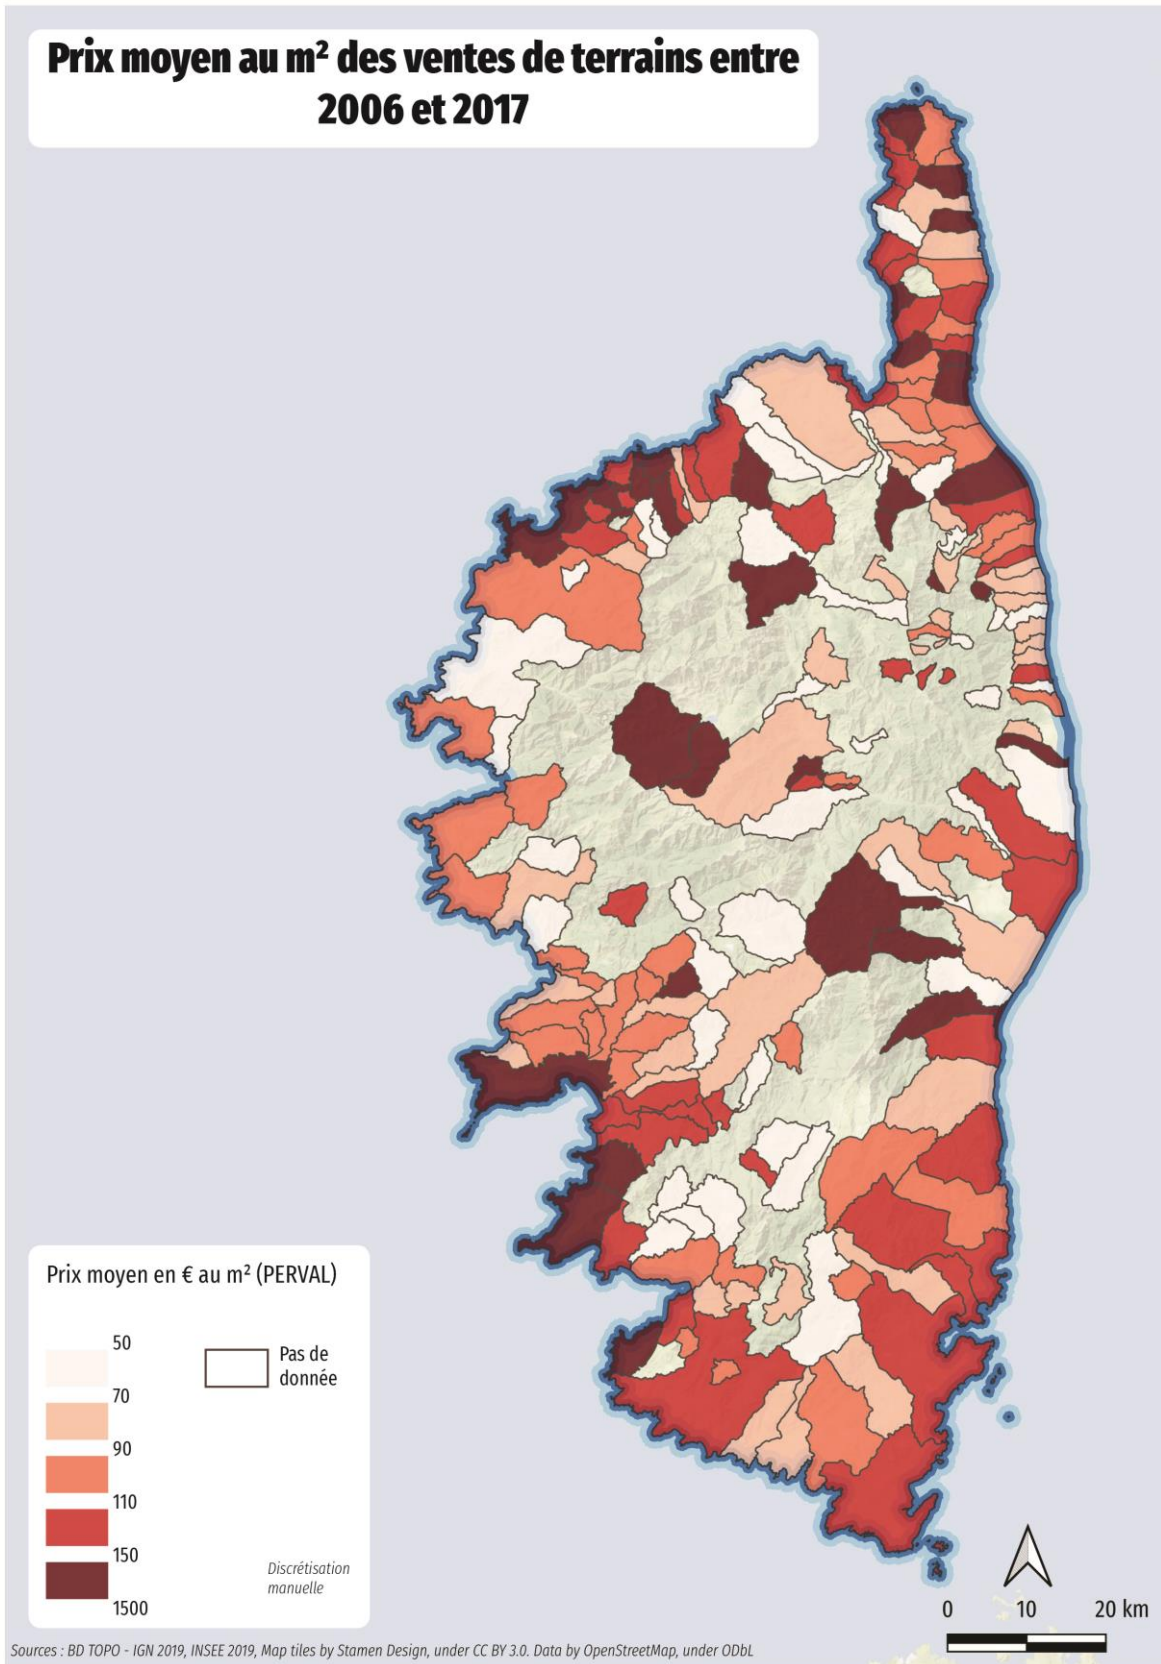 Prix moyen au m² des ventes de terrains entre
2006 et 2017
Prix moyen en € au m² (PERVAL)
50
70
90
110
150
1500
Pas de
donnée
Discrétisation
manuelle
0 10 20 km
Sources : BD TOPO - IGN 2019, INSEE 2019, Map tiles by Stamen Design, under CC BY 3.0. Data by OpenStreetMap, under ODbL